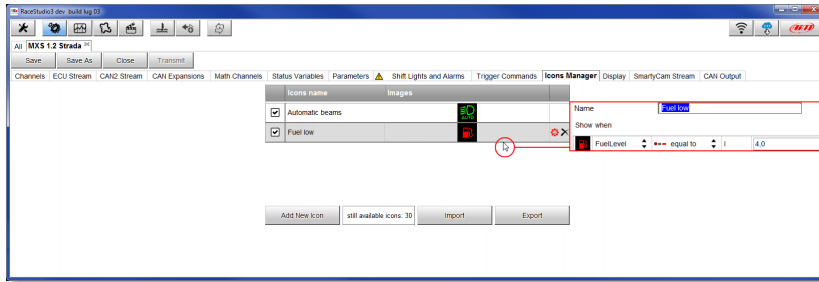 RaceStudio3 dev build lug 03
AiM
All MXS 1.2 Strada
Save Save As Close Transmit
Channels ECU Stream CAN2 Stream CAN Expansions Math Channels Status Variables Parameters Shift Lights and Alarms Trigger Commands Icons Manager Display SmartyCam Stream CAN Output
Icons name Images
Automatic beams AUTO
Fuel low
Name Fuel low
Show when
FuelLevel equal to l 4.0
Add New Icon still available icons: 30 Import Export